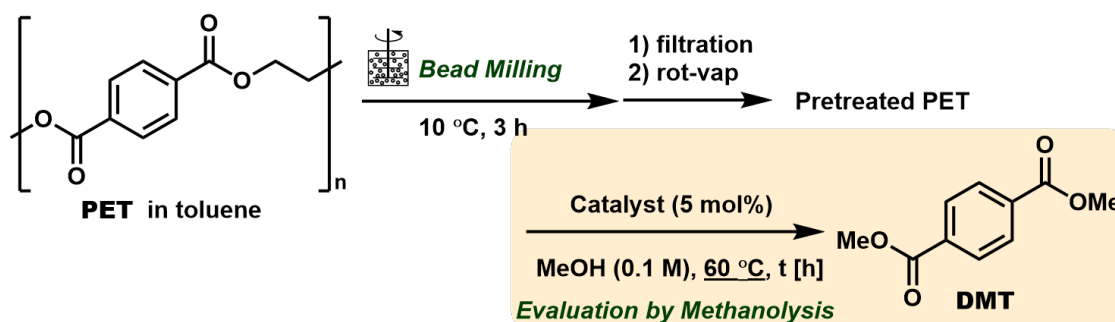 O
O
O
O
n
PET in toluene
Bead Milling
10 °C, 3 h
1) filtration
2) rot-vap
Pretreated PET
Catalyst (5 mol%)
MeOH (0.1 M), 60 °C, t [h]
Evaluation by Methanolysis
O
OMe
MeO
O
DMT